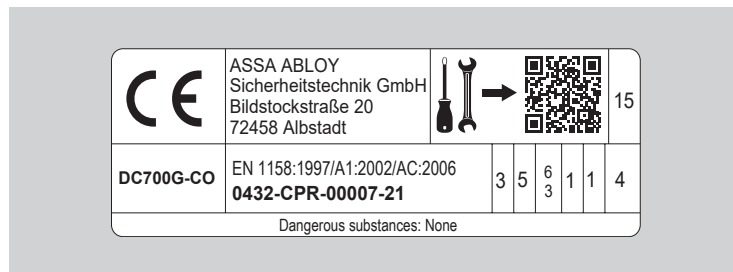 CE
ASSA ABLOY
Sicherheitstechnik GmbH
Bildstockstraße 20
72458 Albstadt
15
DC700G-CO
EN 1158:1997/A1:2002/AC:2006
0432-CPR-00007-21
3 5 6 3 1 1 4
Dangerous substances: None